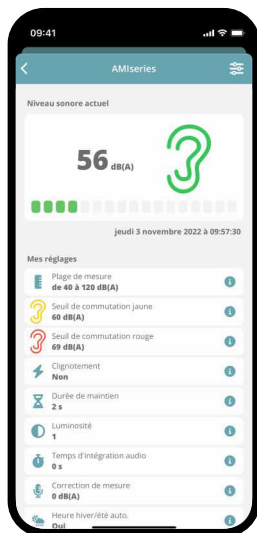 09:41
AMIseries
Niveau sonore actuel
56 dB(A)
jeudi 3 novembre 2022 à 09:57:30
Mes réglages
Plage de mesure
de 40 à 120 dB(A)
Seuil de commutation jaune
60 dB(A)
Seuil de commutation rouge
69 dB(A)
Clignotement
Non
Durée de maintien
2 s
Luminosité
1
Temps d'intégration audio
0 s
Correction de mesure
0 dB(A)
Heure hiver/été auto.
Oui